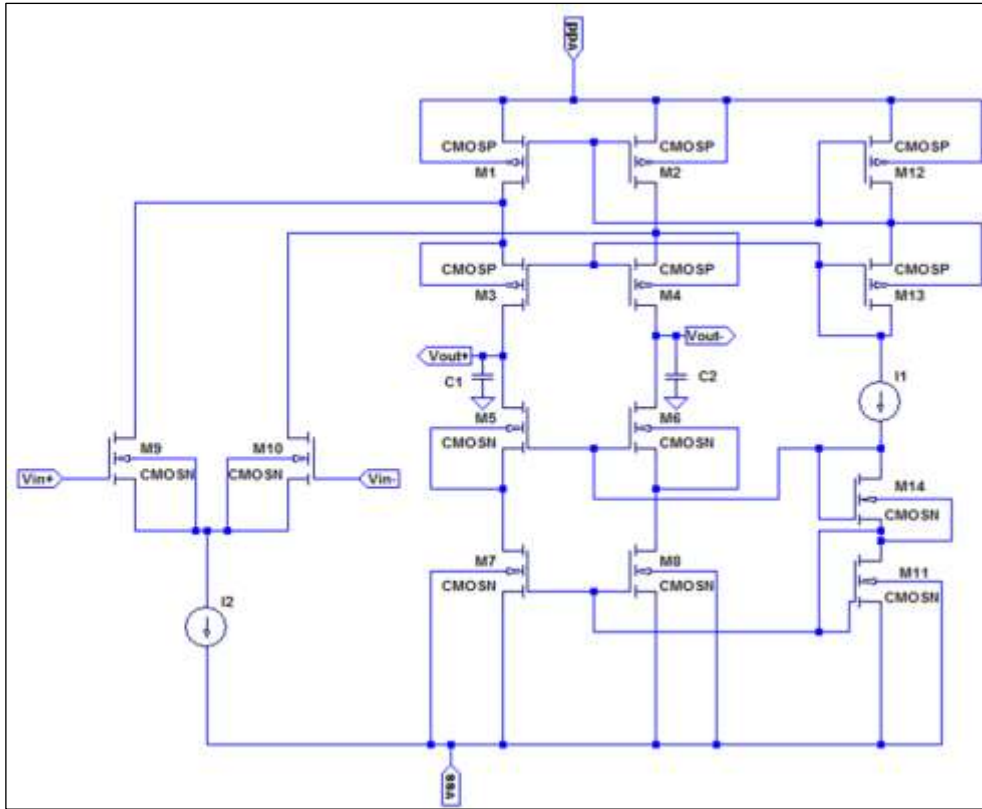 vdd
CMOSP
M1
CMOSP
M2
CMOSP
M12
CMOSP
M3
CMOSP
M4
CMOSP
M13
Vout+
C1
Vout-
C2
I1
M5
CMOSN
M6
CMOSN
Vin+
M9
CMOSN
M10
CMOSN
Vin-
M14
CMOSN
M7
CMOSN
M8
CMOSN
M11
CMOSN
I2
vss